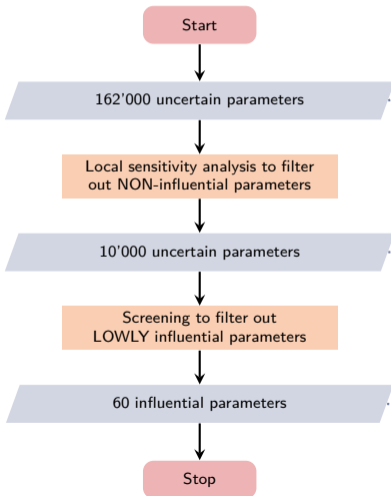 Start
162'000 uncertain parameters
Local sensitivity analysis to filter
out NON-influential parameters
10'000 uncertain parameters
Screening to filter out
LOWLY influential parameters
60 influential parameters
Stop